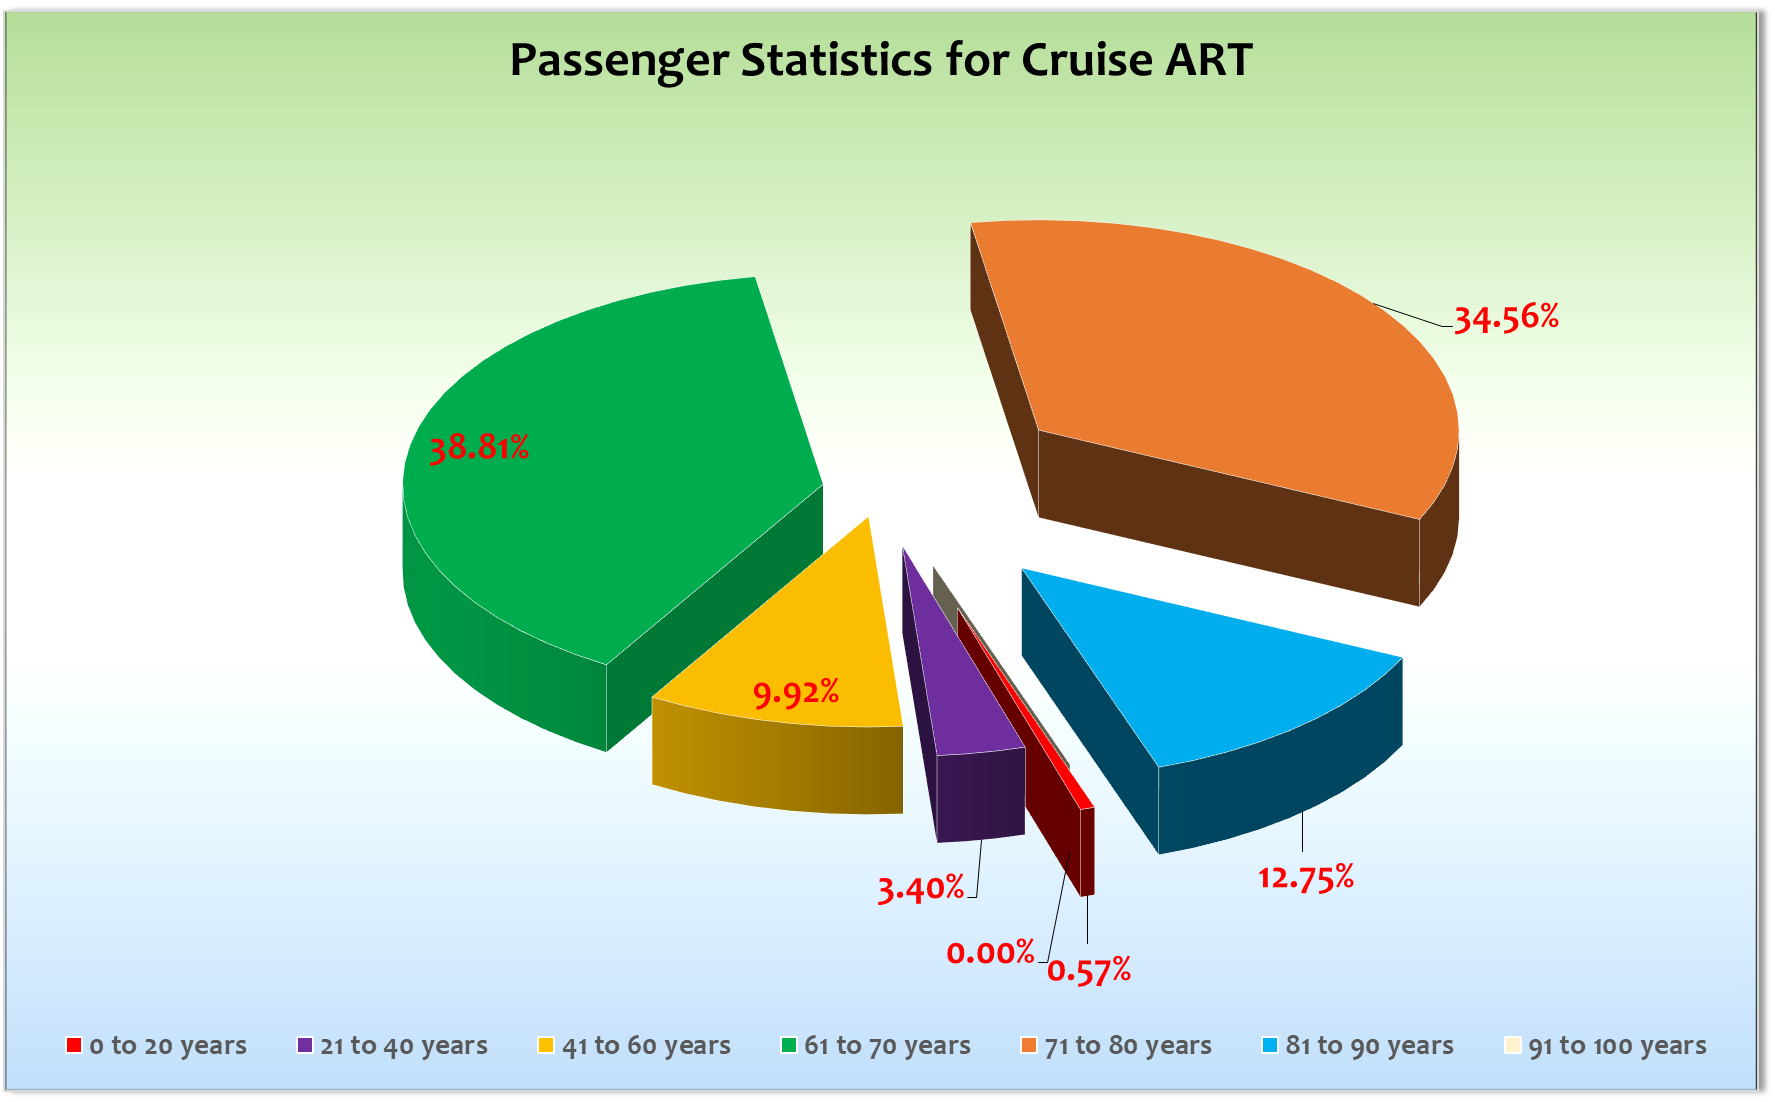 Passenger Statistics for Cruise ART
34.56%
38.81%
9.92%
12.75%
3.40%
0.00%
0.57%
0 to 20 years
21 to 40 years
41 to 60 years
61 to 70 years
71 to 80 years
81 to 90 years
91 to 100 years